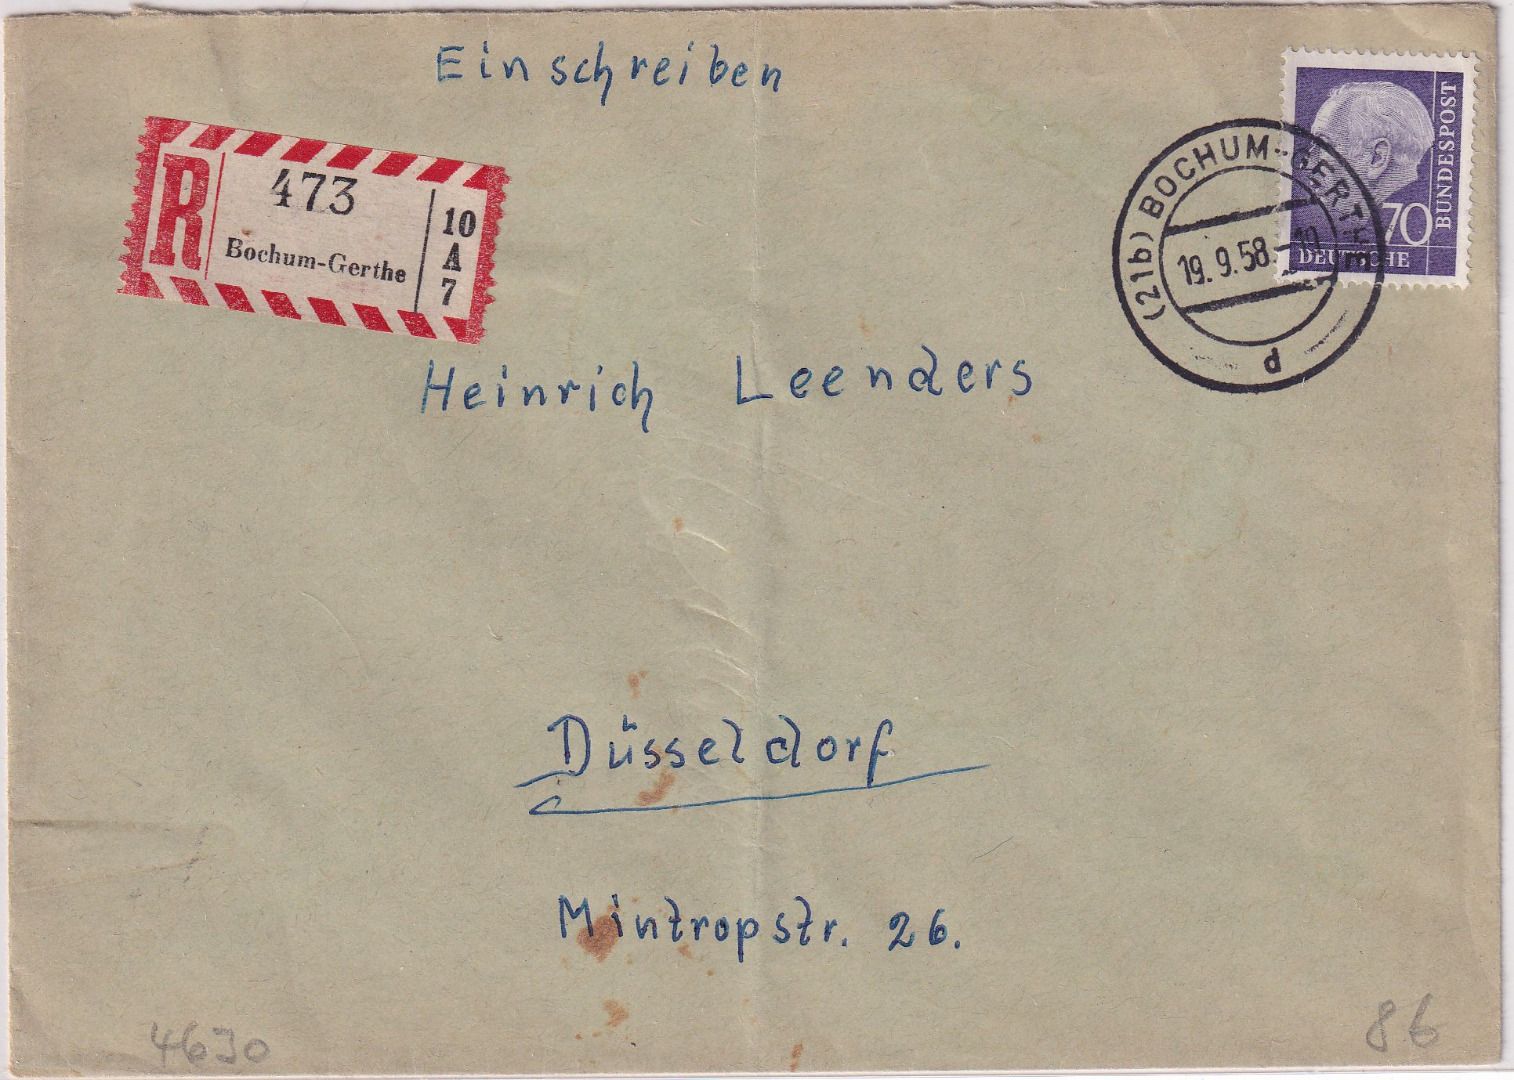 Einschreiben
R
473
Bochum-Gerthe
10
A
7
BUNDESPOST
70
DEUTSCHE
(21b) BOCHUM-GERTHE
19. 9. 58.-10
d
Heinrich Leenders
Düsseldorf
Mintropstr. 26.
4630
86